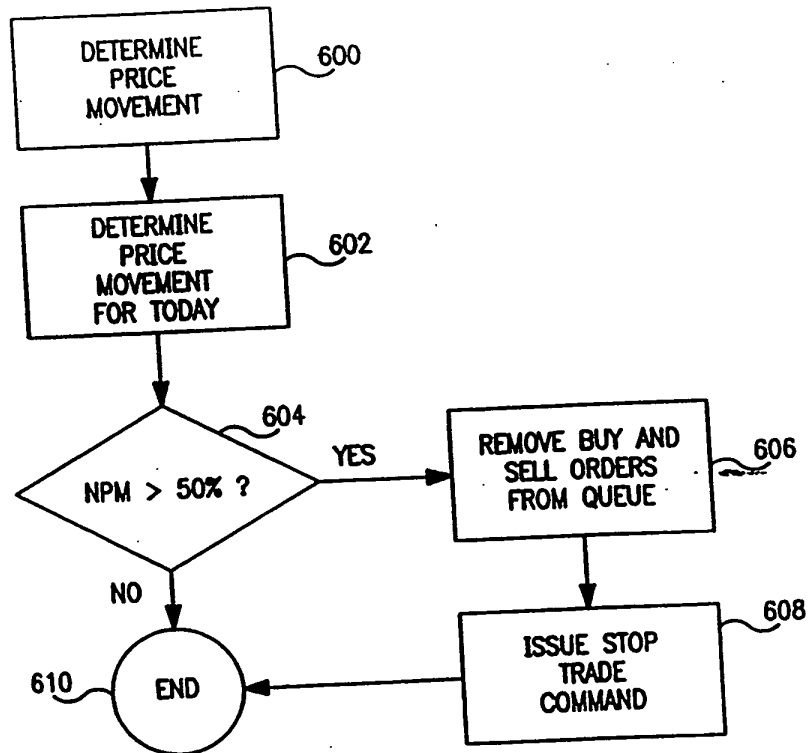 DETERMINE
PRICE
MOVEMENT
600
DETERMINE
PRICE
MOVEMENT
FOR TODAY
602
604
NPM > 50% ?
YES
REMOVE BUY AND
SELL ORDERS
FROM QUEUE
606
NO
ISSUE STOP
TRADE
COMMAND
608
610
END